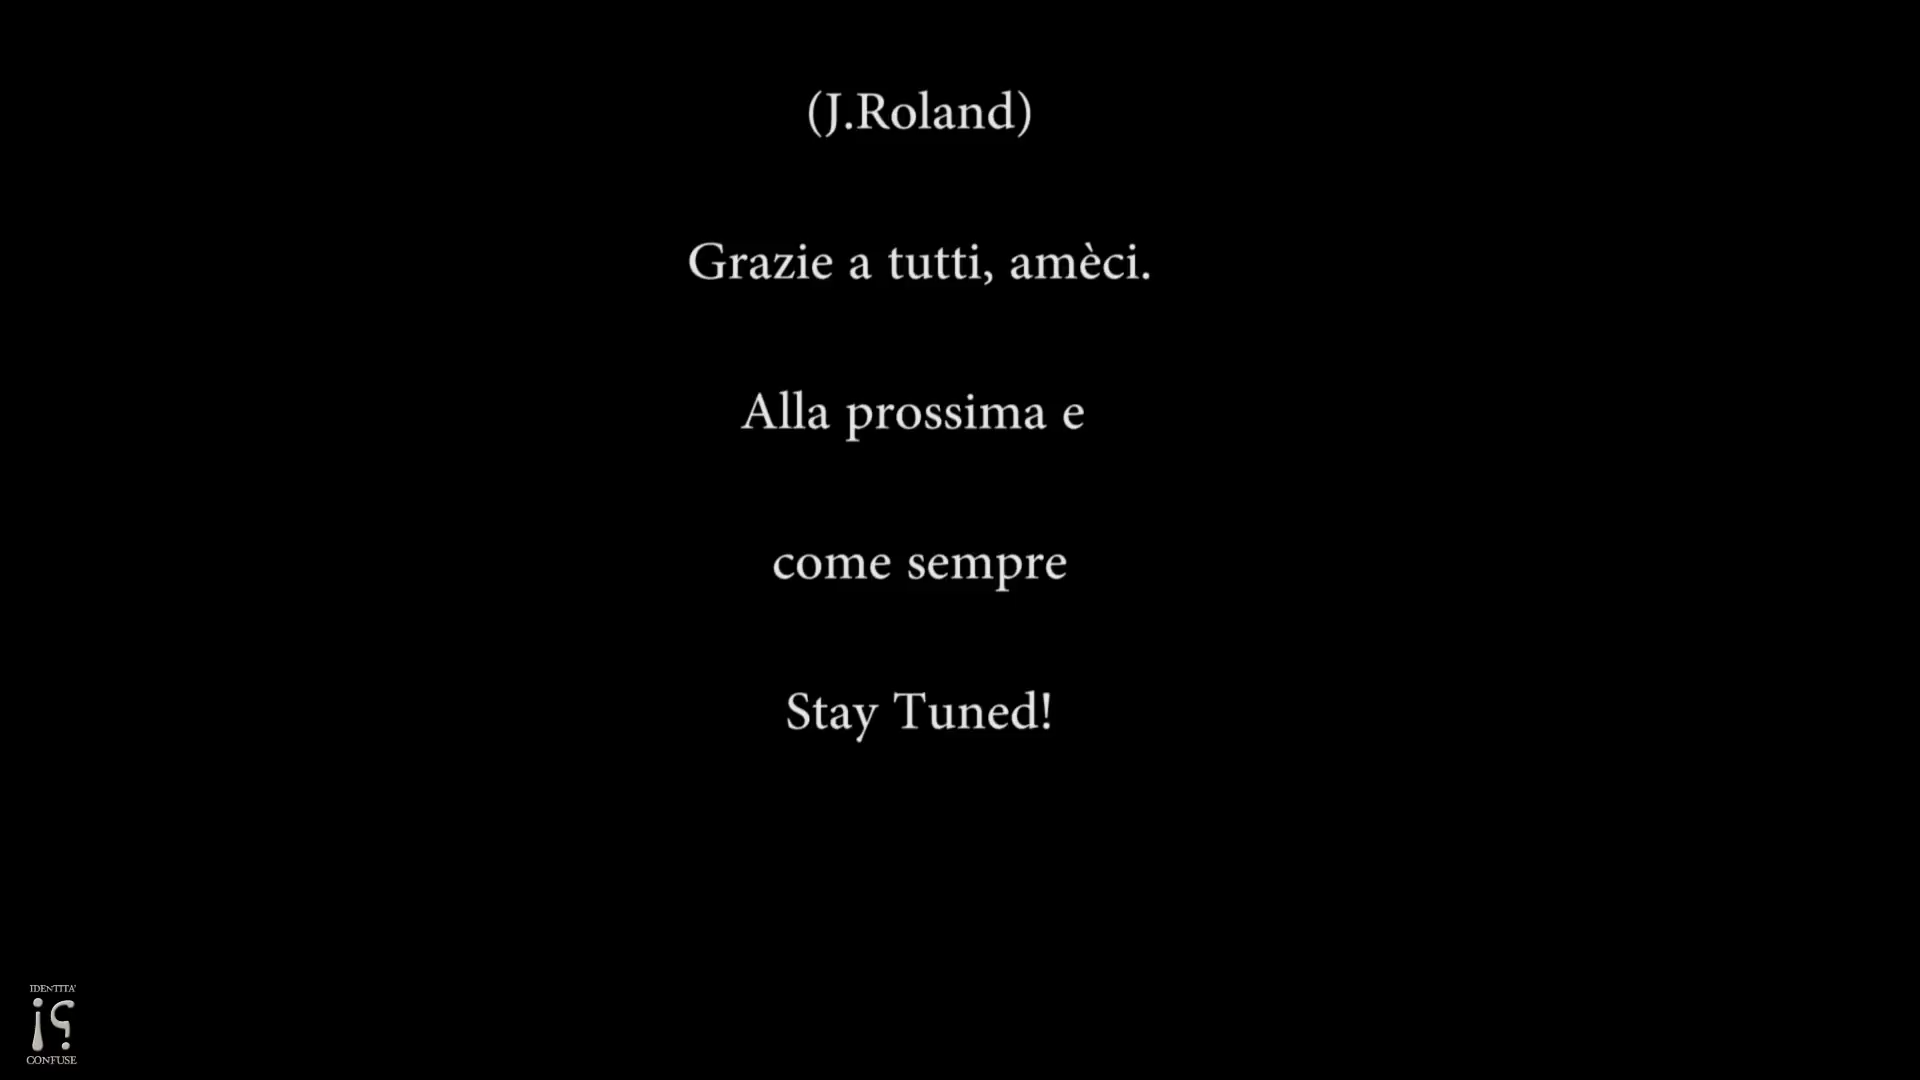 (J.Roland)
Grazie a tutti, amèci.
Alla prossima e
come sempre
Stay Tuned!
IDENTITA'
¡?
CONFUSE